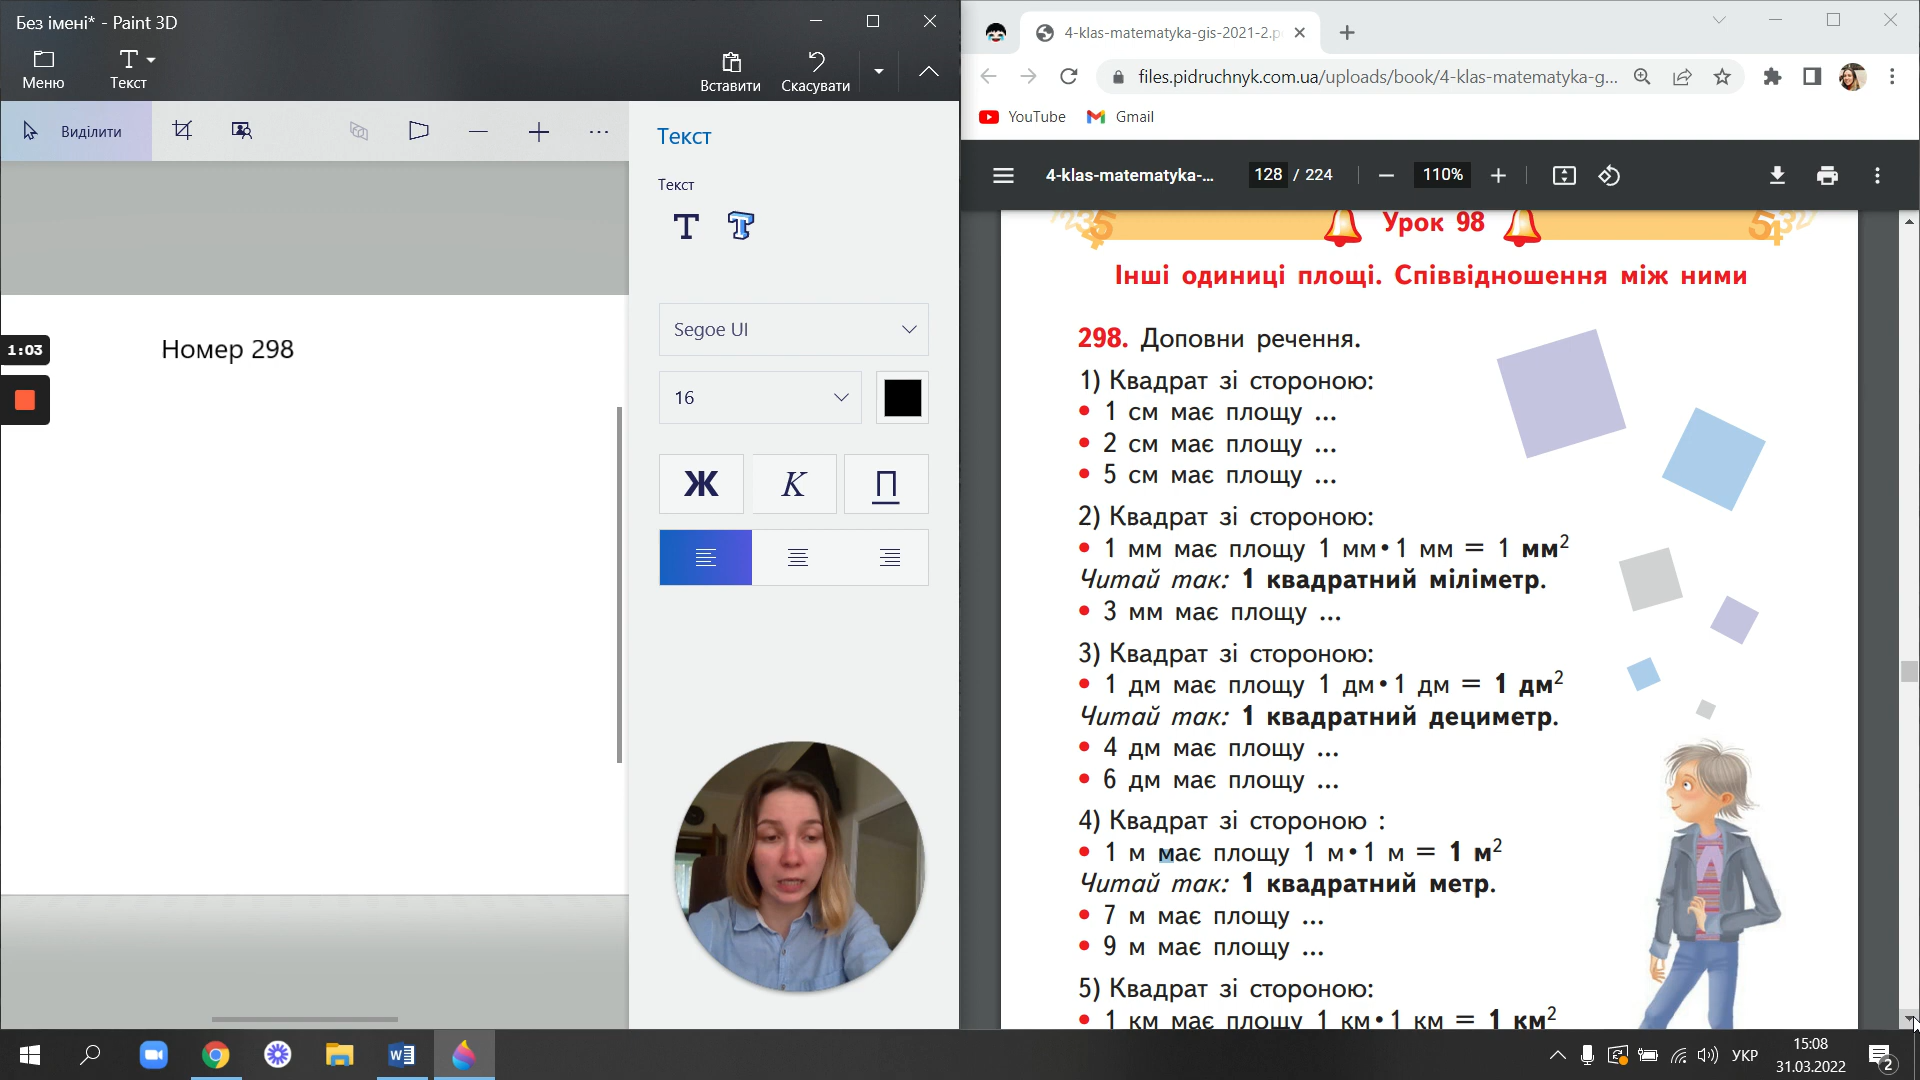 Без імені* - Paint 3D
Меню
Текст
Вставити
Скасувати
Виділити
Текст
Текст
Segoe UI
16
Ж
К
П
Номер 298
1:03
4-klas-matematyka-gis-2021-2.p
files.pidruchnyk.com.ua/uploads/book/4-klas-matematyka-g...
YouTube
Gmail
4-klas-matematyka-...
128 / 224
110%
Урок 98
Інші одиниці площі. Співвідношення між ними
298. Доповни речення.
1) Квадрат зі стороною:
• 1 см має площу ...
• 2 см має площу ...
• 5 см має площу ...
2) Квадрат зі стороною:
• 1 мм має площу 1 мм•1 мм = 1 мм²
Читай так: 1 квадратний міліметр.
• 3 мм має площу ...
3) Квадрат зі стороною:
• 1 дм має площу 1 дм•1 дм = 1 дм²
Читай так: 1 квадратний дециметр.
• 4 дм має площу ...
• 6 дм має площу ...
4) Квадрат зі стороною :
• 1 м має площу 1 м•1 м = 1 м²
Читай так: 1 квадратний метр.
• 7 м має площу ...
• 9 м має площу ...
5) Квадрат зі стороною:
• 1 км має площу 1 км•1 км = 1 км²
УКР
15:08
31.03.2022
2